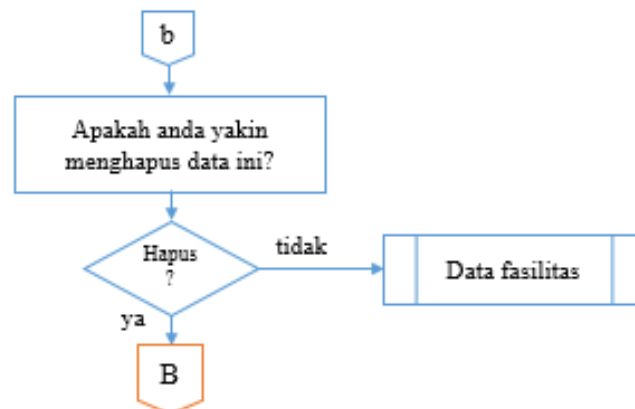 b
Apakah anda yakin
menghapus data ini?
Hapus
?
tidak
Data fasilitas
ya
B